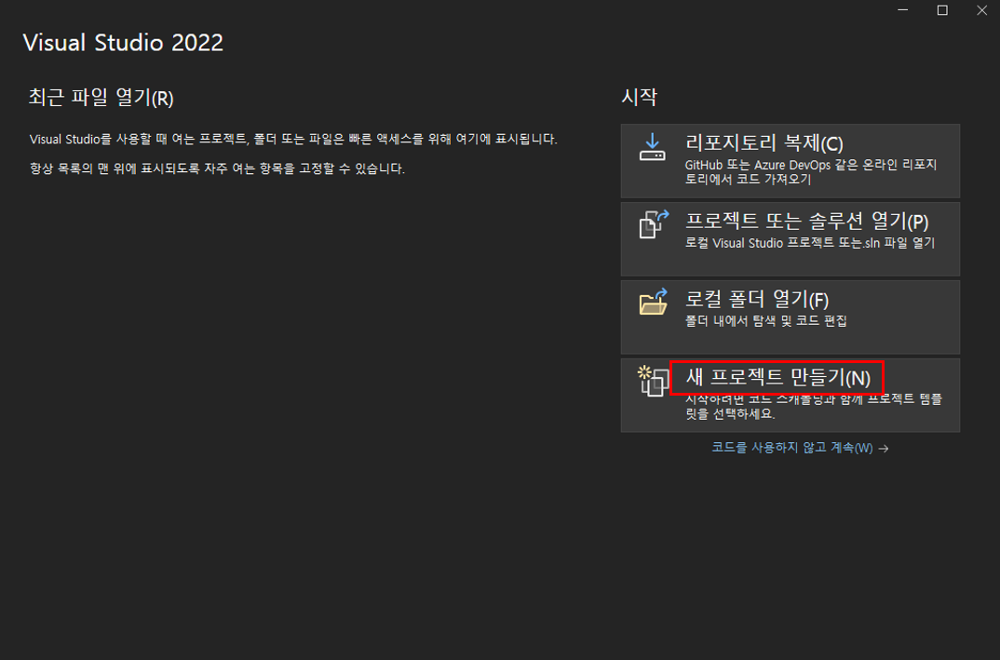 Visual Studio 2022
최근 파일 열기(R)
Visual Studio를 사용할 때 여는 프로젝트, 폴더 또는 파일은 빠른 액세스를 위해 여기에 표시됩니다.
항상 목록의 맨 위에 표시되도록 자주 여는 항목을 고정할 수 있습니다.
시작
리포지토리 복제(C)
GitHub 또는 Azure DevOps 같은 온라인 리포지
토리에서 코드 가져오기
프로젝트 또는 솔루션 열기(P)
로컬 Visual Studio 프로젝트 또는.sln 파일 열기
로컬 폴더 열기(F)
폴더 내에서 탐색 및 코드 편집
새 프로젝트 만들기(N)
시작하려면 코드 스캐폴딩과 함께 프로젝트 템플
릿을 선택하세요.
코드를 사용하지 않고 계속(W) →